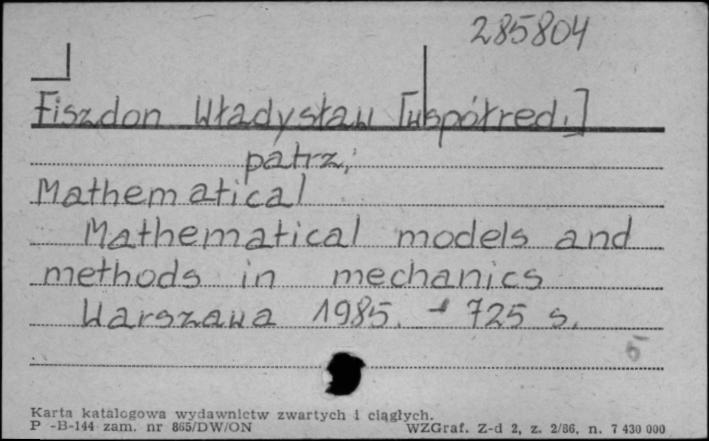 285804
Fiszdon Władysław [współred.]
patrz:
Mathematical
Mathematical models and
methods in mechanics
Warszawa 1985. - 725 s.
5
Karta katalogowa wydawnictw zwartych i ciągłych.
P -B-144 zam. nr 865/DW/ON WZGraf. Z-d 2, z. 2/86, n. 7 430 000